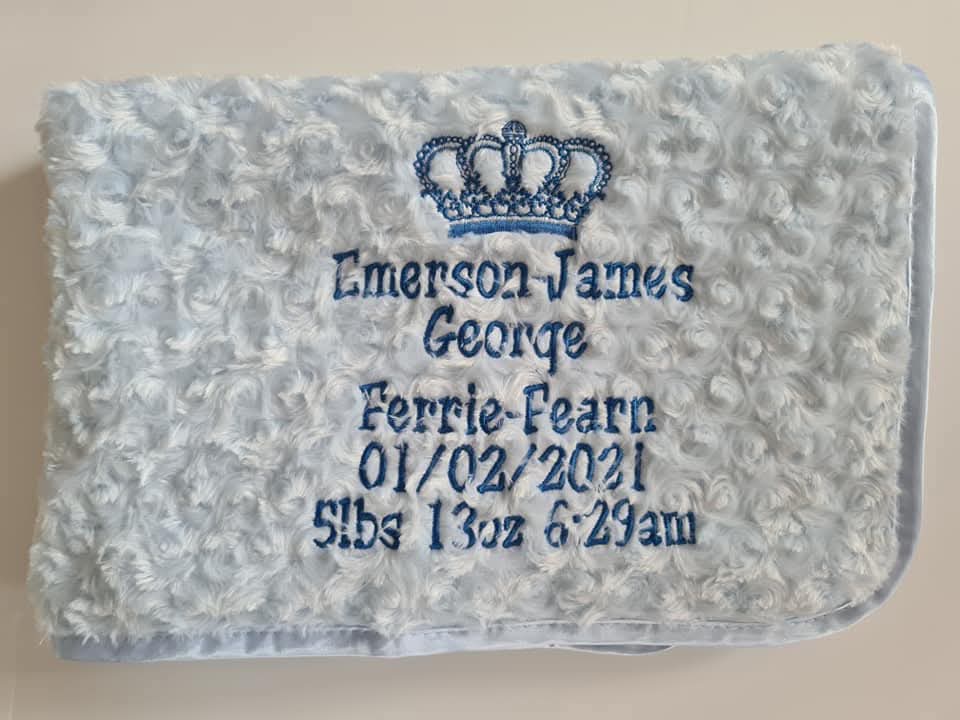 Emerson-James
George
Ferrie-Fearn
01/02/2021
5lbs 13oz 6:29am